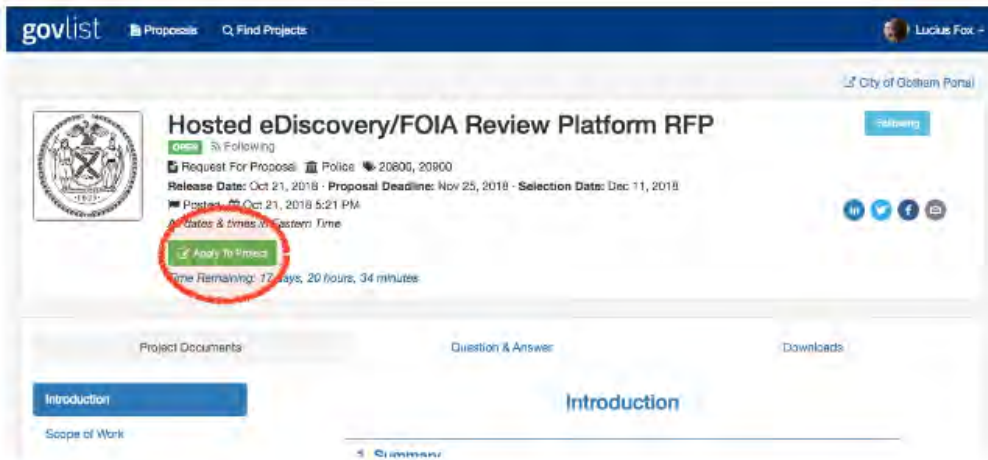 govlist Proposals Find Projects Lucius Fox
City of Gotham Portal
Hosted eDiscovery/FOIA Review Platform RFP
Following
OPEN Following
Request For Proposal Police 20800, 20900
Release Date: Oct 21, 2018 · Proposal Deadline: Nov 25, 2018 · Selection Date: Dec 11, 2018
Posted Oct 21, 2018 5:21 PM
All dates & times in Eastern Time
Apply To Project
Time Remaining: 17 days, 20 hours, 34 minutes
Project Documents Question & Answer Downloads
Introduction
Introduction
Scope of Work
1. Summary